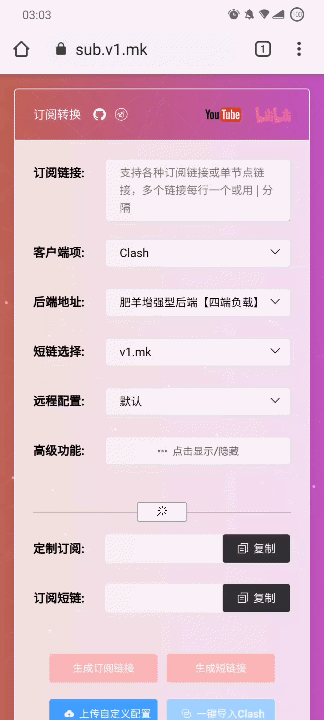 03:03
sub.v1.mk
1
订阅转换
YouTube
bilibili
订阅链接:
支持各种订阅链接或单节点链
接，多个链接每行一个或用 | 分
隔
客户端项:
Clash
后端地址:
肥羊增强型后端【四端负载】
短链选择:
v1.mk
远程配置:
默认
高级功能:
点击显示/隐藏
定制订阅:
复制
订阅短链:
复制
生成订阅链接
生成短链接
上传自定义配置
一键导入Clash